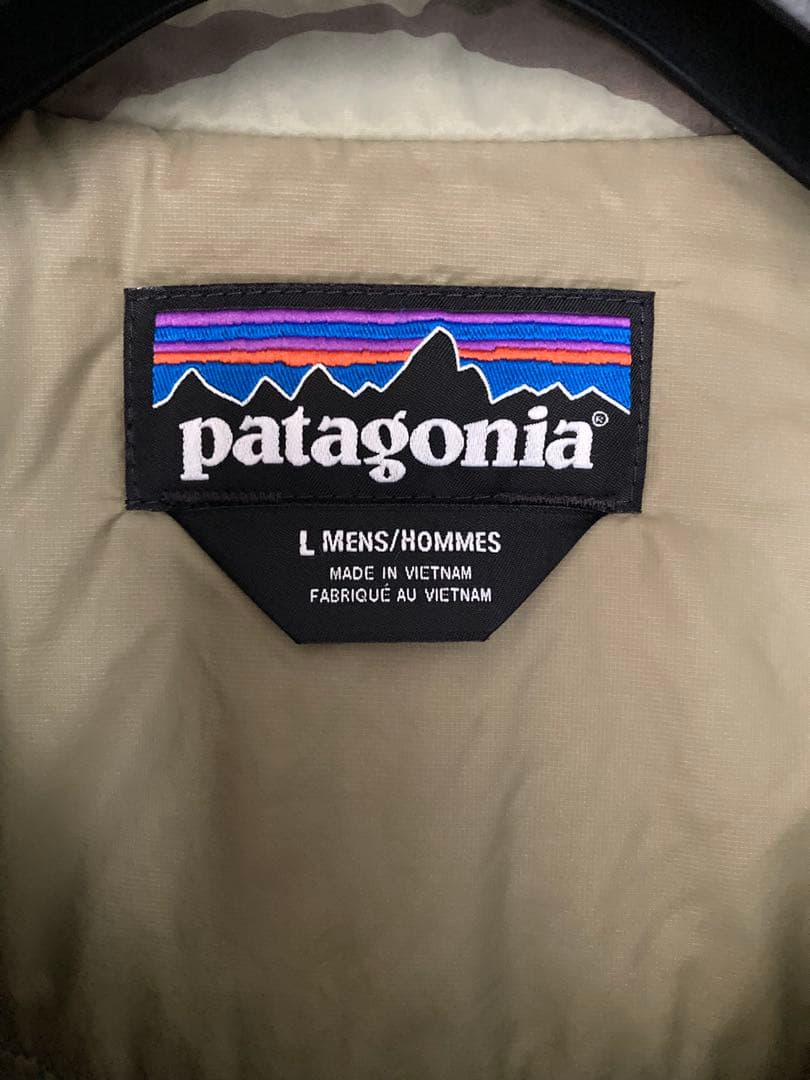 patagonia®
L MENS/HOMMES
MADE IN VIETNAM
FABRIQUÉ AU VIETNAM